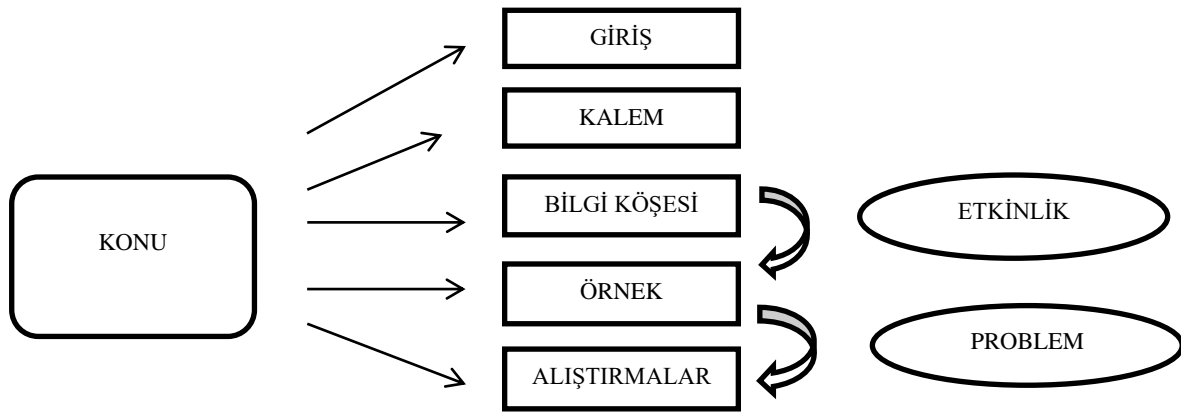 GİRİŞ
KALEM
BİLGİ KÖŞESİ
ETKİNLİK
KONU
ÖRNEK
PROBLEM
ALIŞTIRMALAR